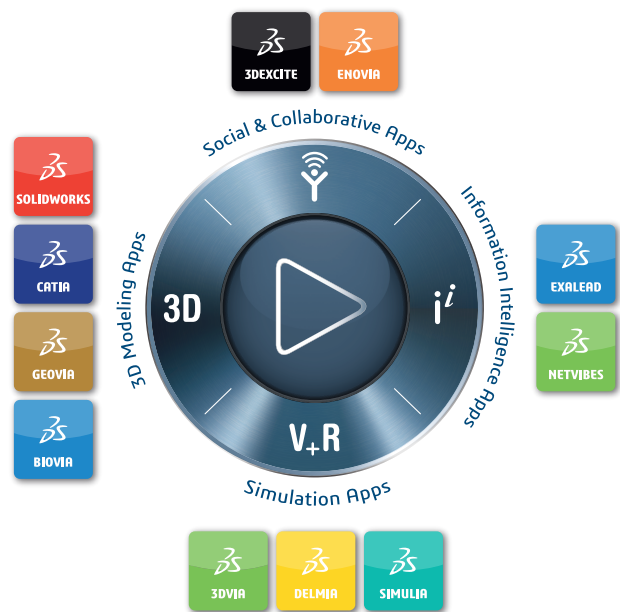 3DEXCITE
ENOVIA
Social & Collaborative Apps
SOLIDWORKS
CATIA
GEOVIA
BIOVIA
3D Modeling Apps
3D
i i
V+R
Information Intelligence Apps
EXALEAD
NETVIBES
Simulation Apps
3DVIA
DELMIA
SIMULIA